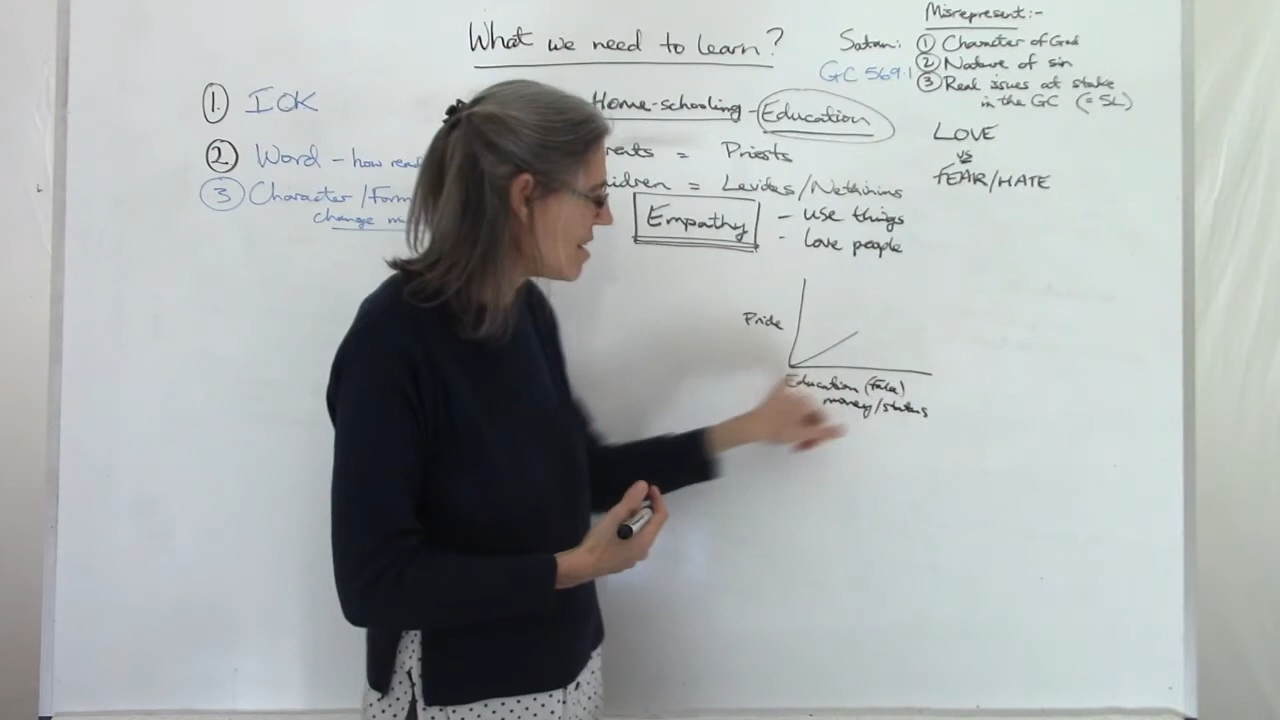 What we need to learn?
① IOK
② Word - how read
③ Character/Form
change
Home-schooling - Education
= Priests
= Levites/Nethinims
Empathy
- use things
- love people
Pride
Education (false)
money/status
Satan:
GC 569.1
Misrepresent:-
① Character of God
② Nature of sin
③ Real issues at stake
in the GC (= SL)
LOVE
vs
FEAR/HATE